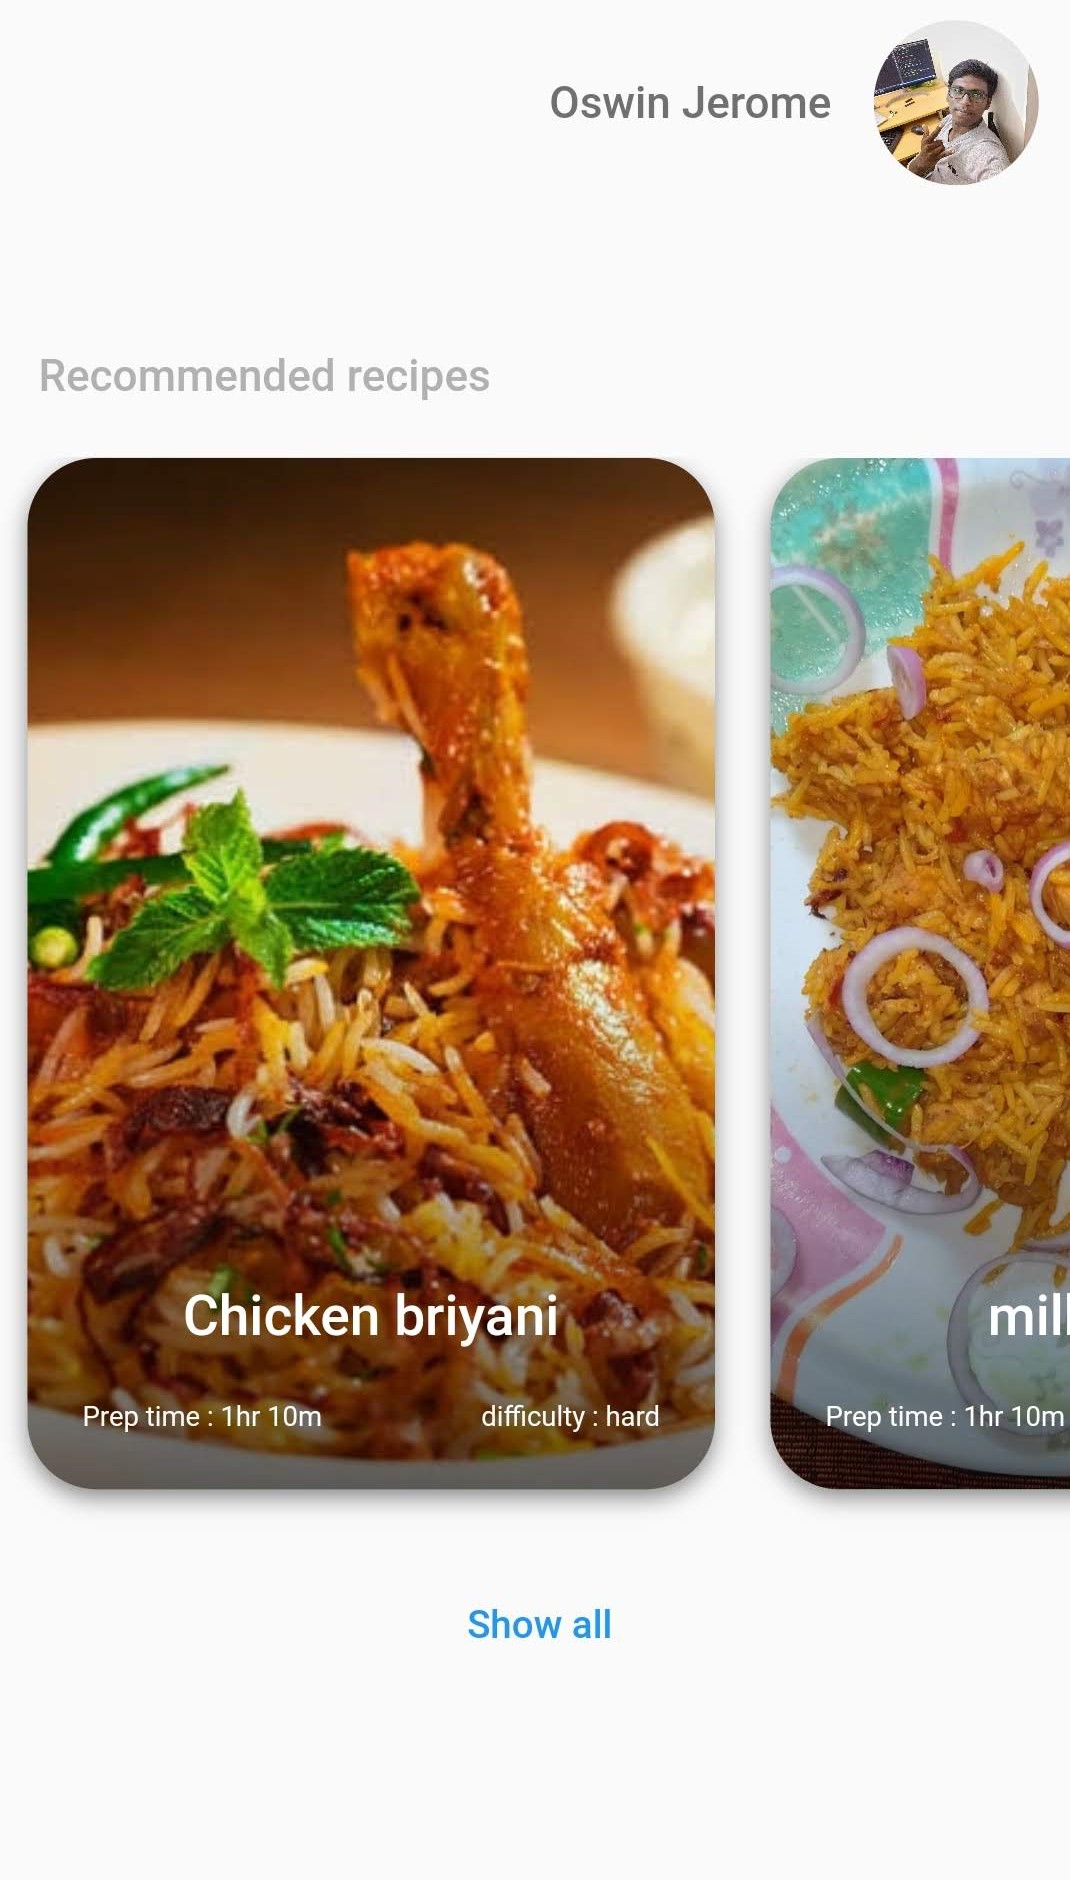 Oswin Jerome
Recommended recipes
Chicken briyani
Prep time : 1hr 10m
difficulty : hard
Prep time : 1hr 10m
Show all